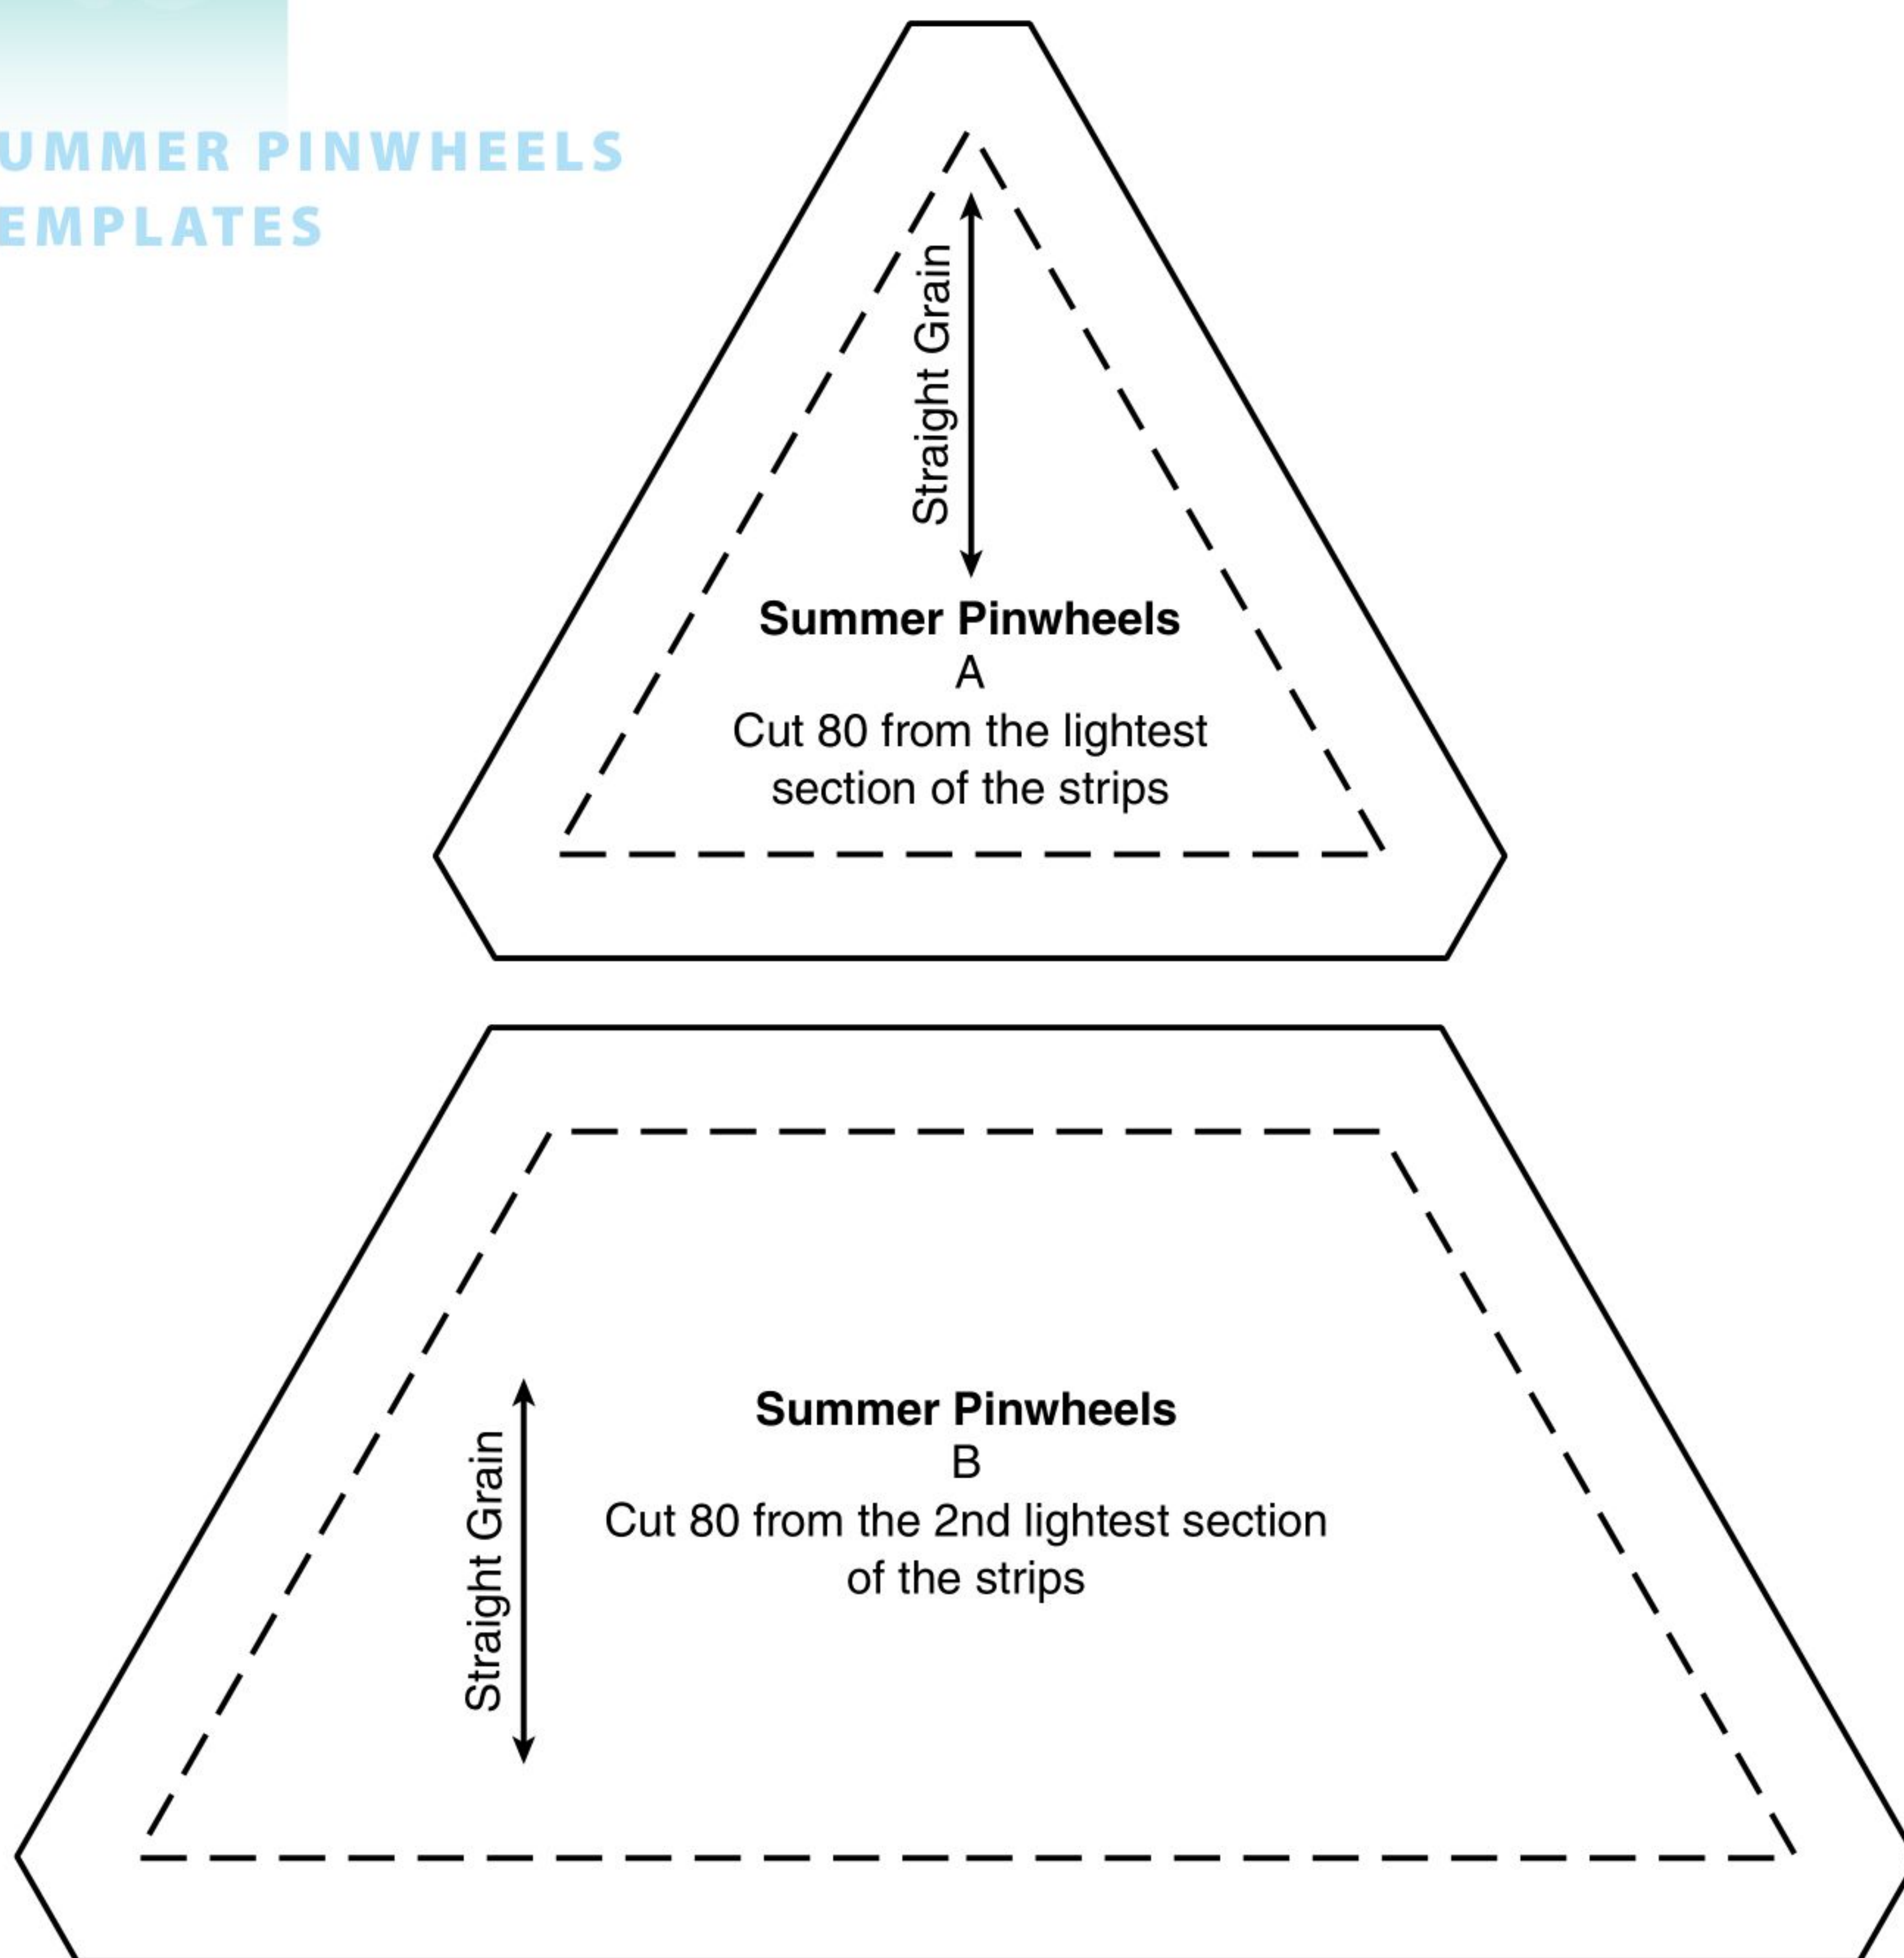 UMMER PINWHEELS
EMPLATES
Straight Grain
Summer Pinwheels
A
Cut 80 from the lightest
section of the strips
Summer Pinwheels
B
Cut 80 from the 2nd lightest section
of the strips
Straight Grain